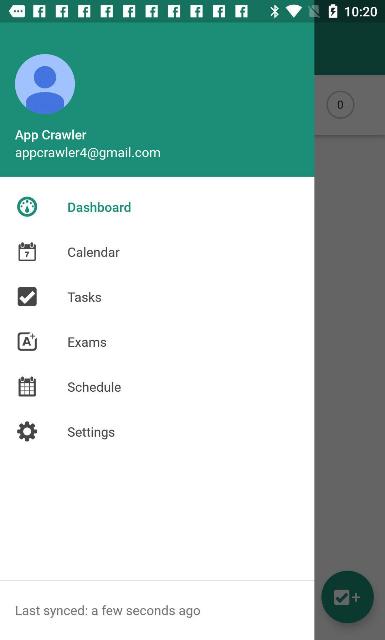 10:20
App Crawler
appcrawler4@gmail.com
0
Dashboard
7 Calendar
Tasks
A+ Exams
Schedule
Settings
Last synced: a few seconds ago